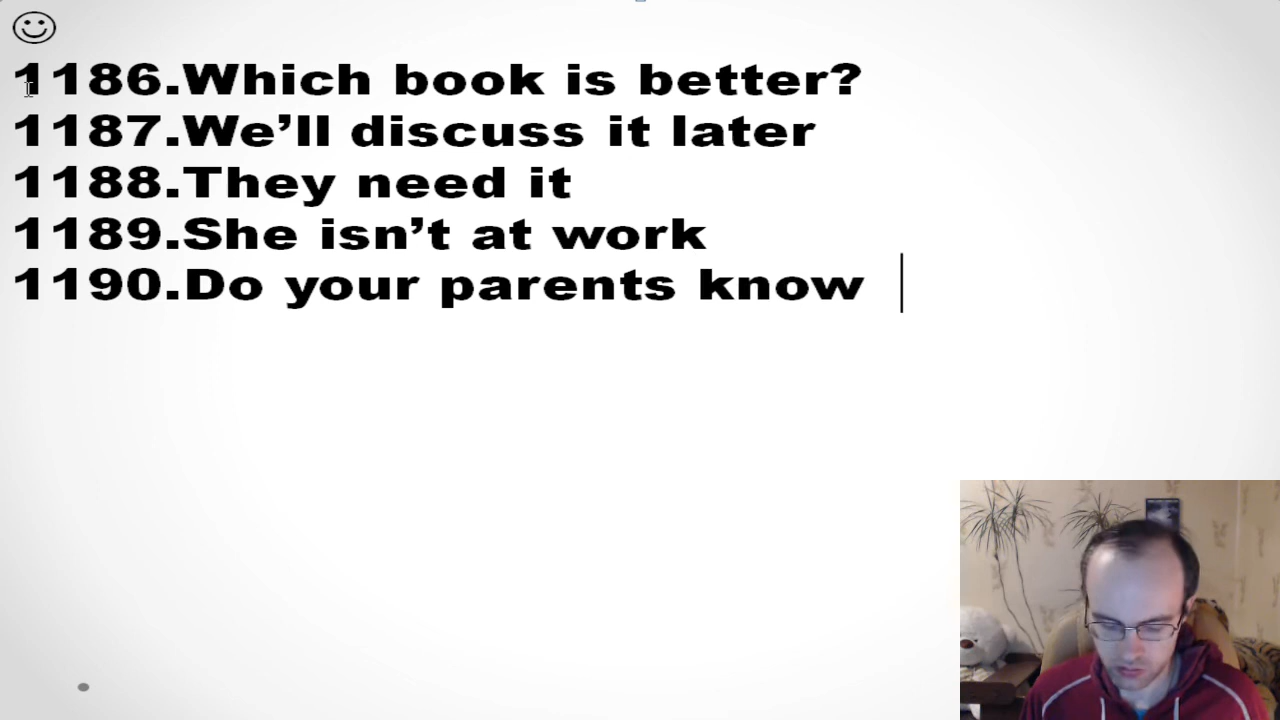 1186.Which book is better?
1187.We’ll discuss it later
1188.They need it
1189.She isn’t at work
1190.Do your parents know